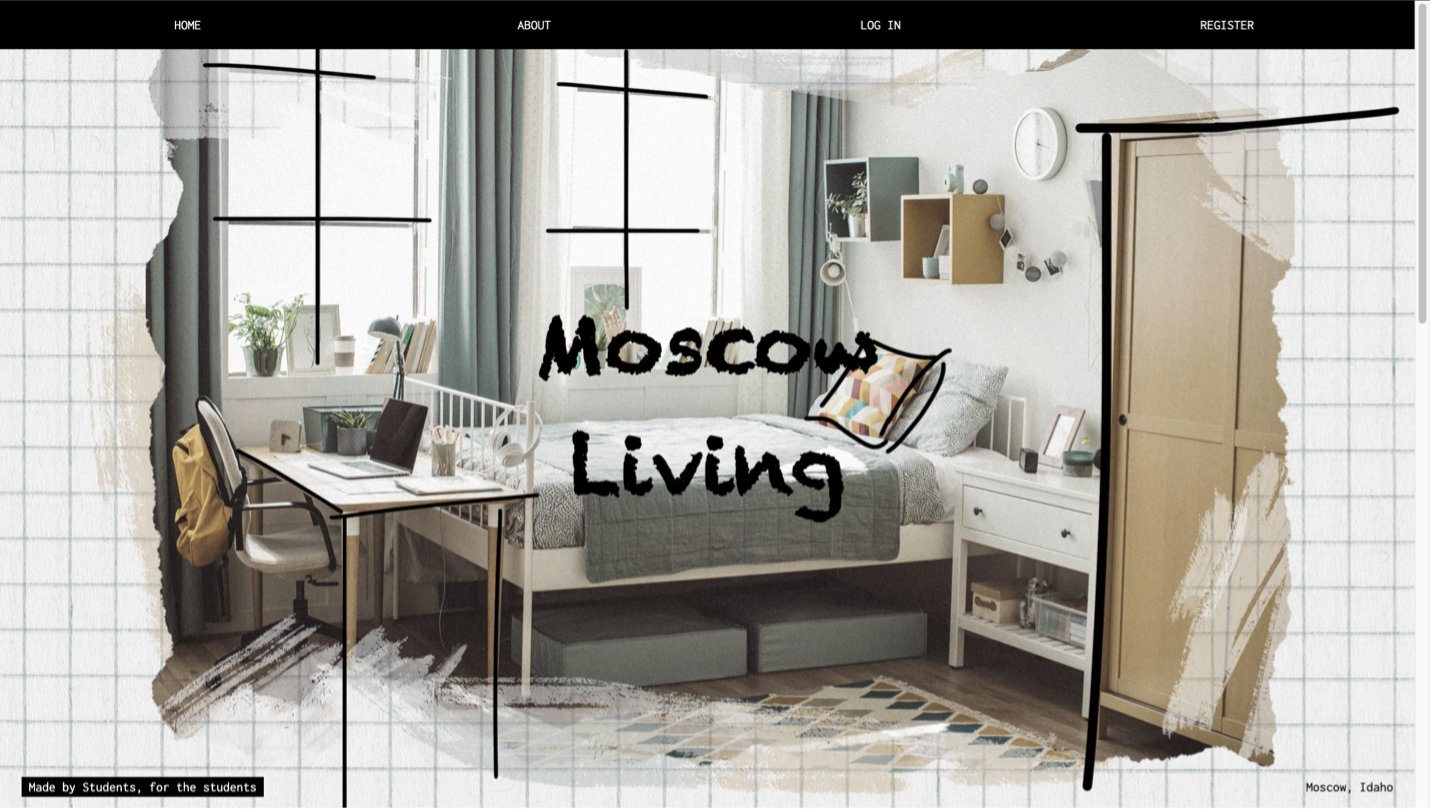 HOME
ABOUT
LOG IN
REGISTER
Moscow
Living
Made by Students, for the students
Moscow, Idaho